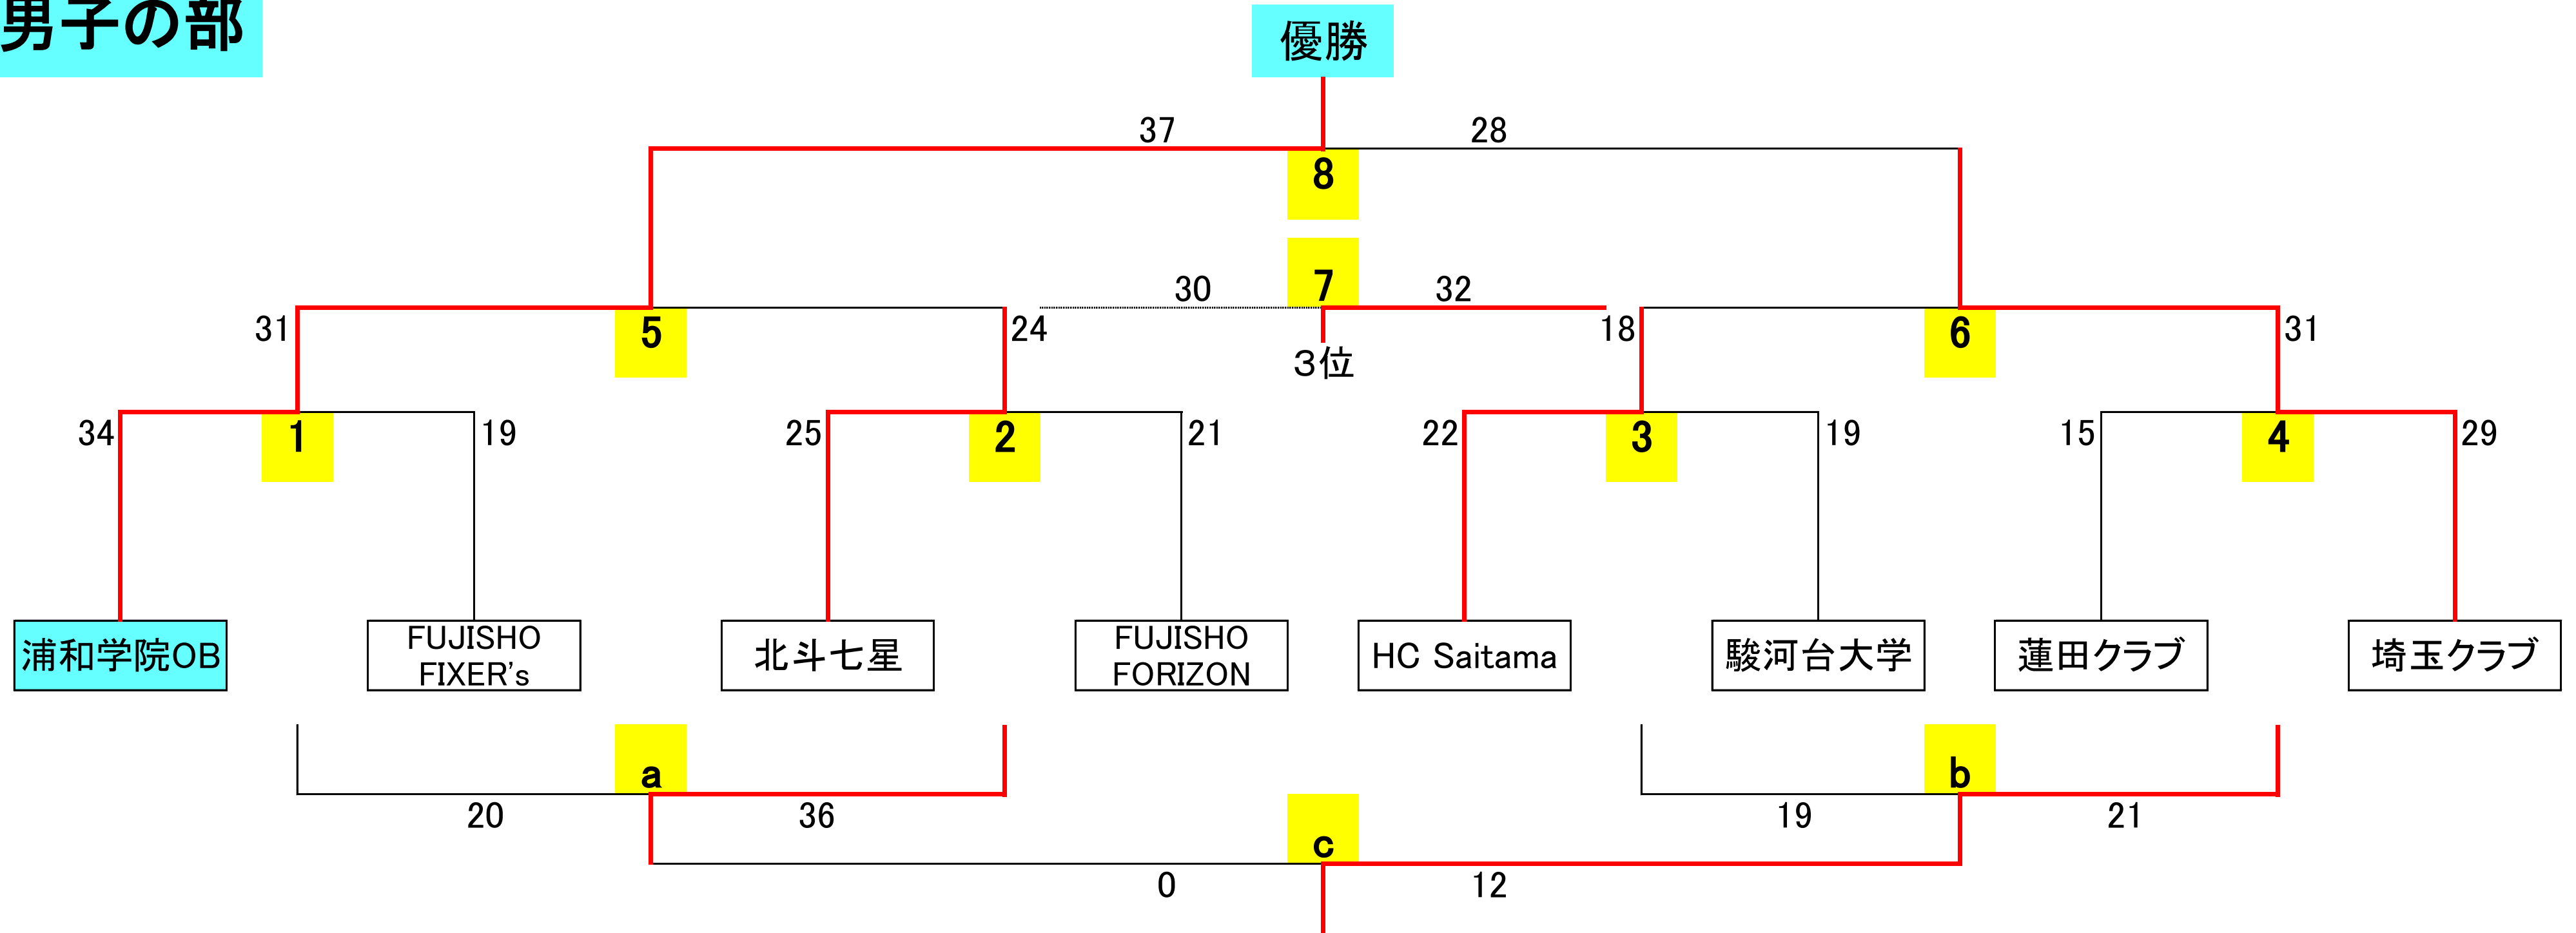 男子の部
優勝
37
28
8
7
30
32
31
5
24
18
6
31
3位
34
1
19
25
2
21
22
3
19
15
4
29
浦和学院OB
FUJISHO
FIXER's
北斗七星
FUJISHO
FORIZON
HC Saitama
駿河台大学
蓮田クラブ
埼玉クラブ
a
b
20
36
19
21
c
0
12